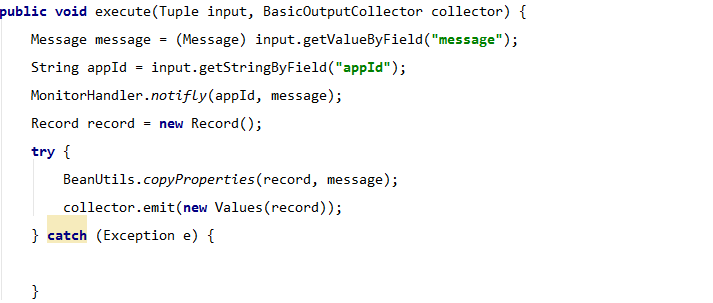 public void execute(Tuple input, BasicOutputCollector collector) {
Message message = (Message) input.getValueByField("message");
String appId = input.getStringByField("appId");
MonitorHandler.notifly(appId, message);
Record record = new Record();
try {
BeanUtils.copyProperties(record, message);
collector.emit(new Values(record));
} catch (Exception e) {
}